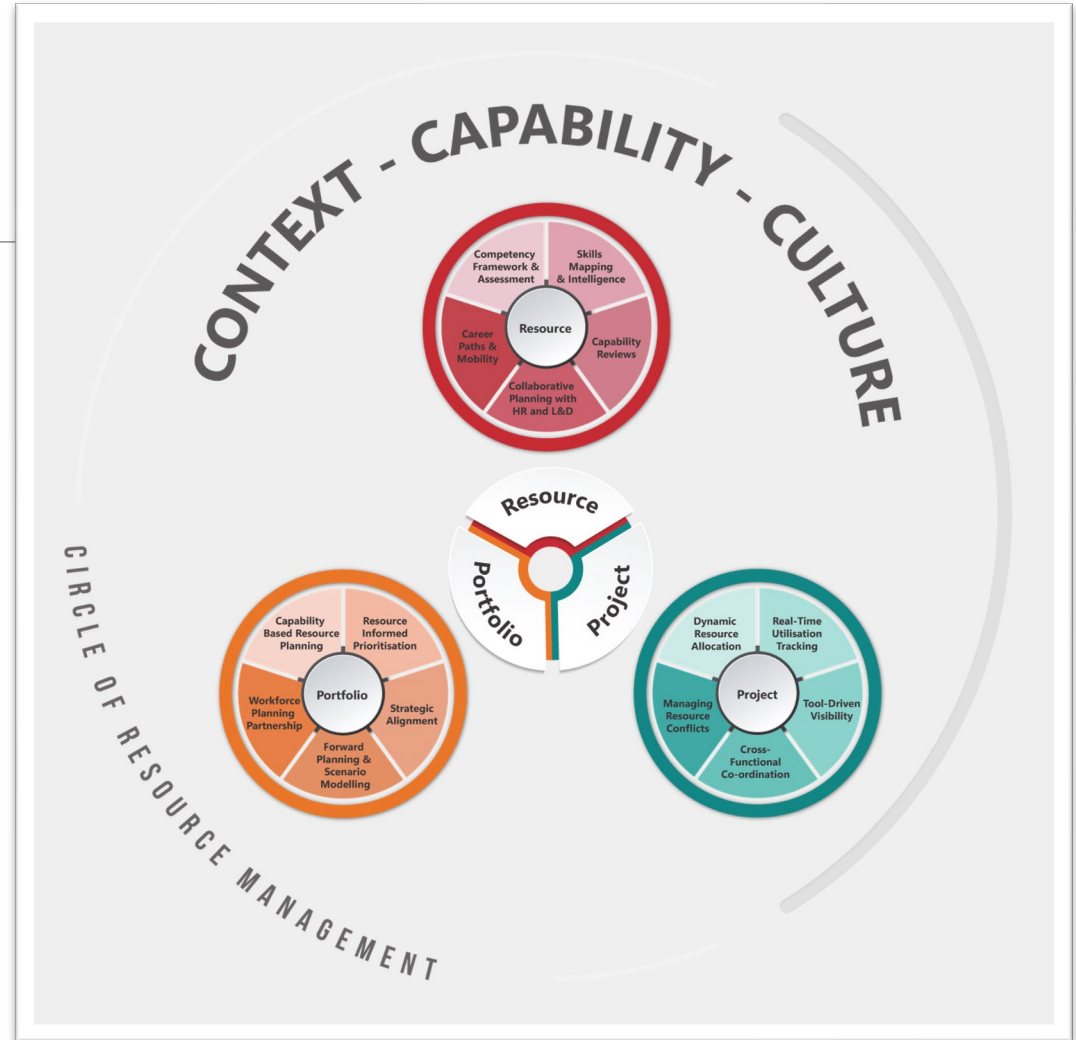 CONTEXT - CAPABILITY - CULTURE
Competency
Framework &
Assessment
Skills
Mapping
& Intelligence
Career
Paths &
Mobility
Resource
Capability
Reviews
Collaborative
Planning with
HR and L&D
Resource
Portfolio
Project
Capability
Based Resource
Planning
Resource
Informed
Prioritisation
Workforce
Planning
Partnership
Portfolio
Strategic
Alignment
Forward
Planning &
Scenario
Modelling
Dynamic
Resource
Allocation
Real-Time
Utilisation
Tracking
Managing
Resource
Conflicts
Project
Tool-Driven
Visibility
Cross-
Functional
Co-ordination
CIRCLE OF RESOURCE MANAGEMENT